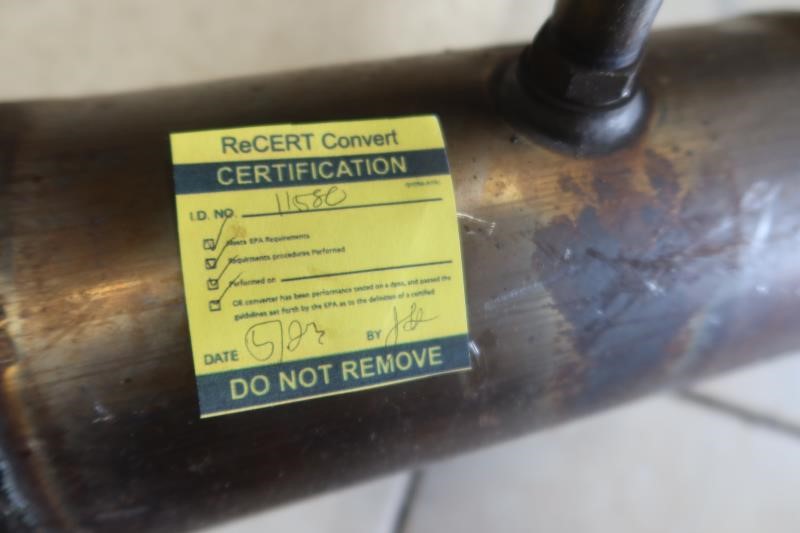 ReCERT Convert
CERTIFICATION
I.D. NO. 11580
Meets EPA Requirements
Requirments procedures Performed
Performed on
OE converter has been performance tested on a dyno, and passed the
guidelines set forth by the EPA as to the definition of a certified
DATE 5/23 BY
DO NOT REMOVE